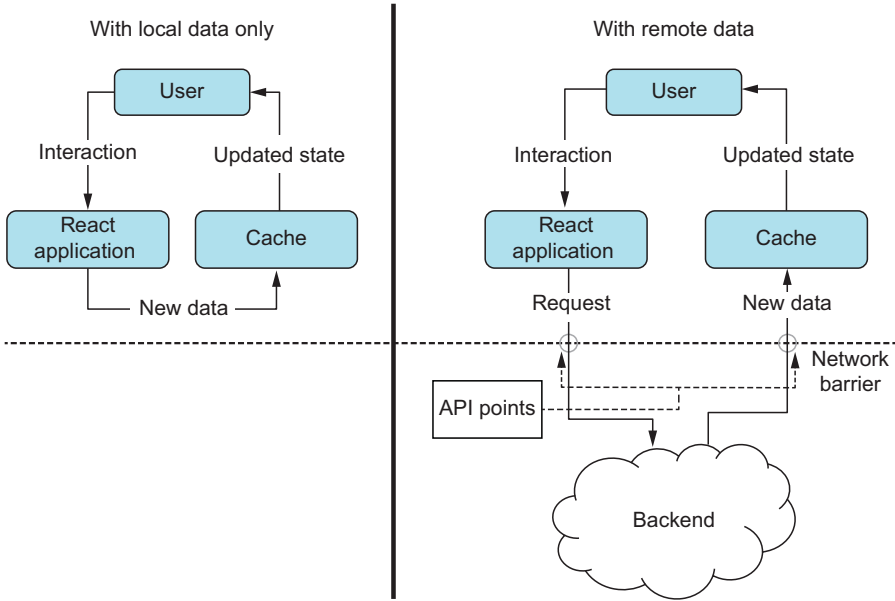 With local data only
User
Interaction
Updated state
React
application
Cache
New data
With remote data
User
Interaction
Updated state
React
application
Cache
Request
New data
Network
barrier
API points
Backend